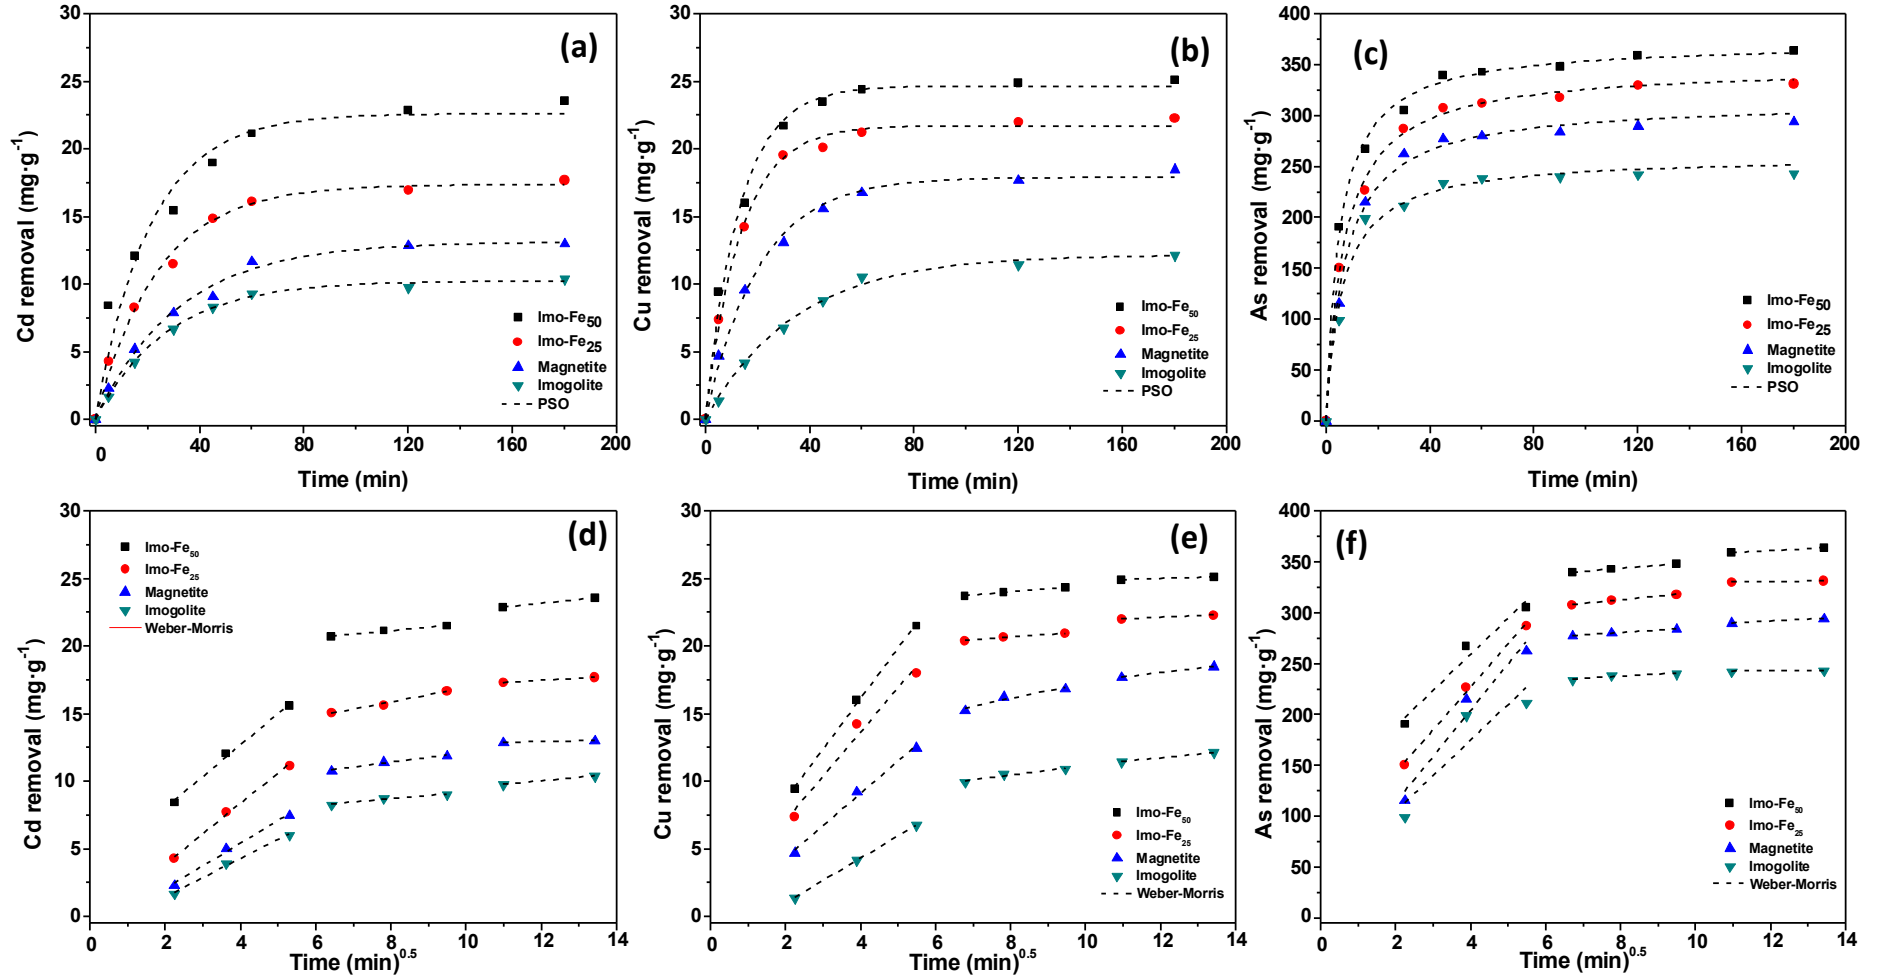 (a)
Cd removal (mg·g-1)
30
25
20
15
10
5
0
Imo-Fe50
Imo-Fe25
Magnetite
Imogolite
PSO
0 40 80 120 160 200
Time (min)
(b)
Cu removal (mg·g-1)
30
25
20
15
10
5
0
Imo-Fe50
Imo-Fe25
Magnetite
Imogolite
PSO
0 40 80 120 160 200
Time (min)
(c)
As removal (mg·g-1)
400
350
300
250
200
150
100
50
0
Imo-Fe50
Imo-Fe25
Magnetite
Imogolite
PSO
0 40 80 120 160 200
Time (min)
(d)
Cd removal (mg·g-1)
30
25
20
15
10
5
0
Imo-Fe50
Imo-Fe25
Magnetite
Imogolite
Weber-Morris
0 2 4 6 8 10 12 14
Time (min)0.5
(e)
Cu removal (mg·g-1)
30
25
20
15
10
5
0
Imo-Fe50
Imo-Fe25
Magnetite
Imogolite
Weber-Morris
0 2 4 6 8 10 12 14
Time (min)0.5
(f)
As removal (mg·g-1)
400
350
300
250
200
150
100
50
0
Imo-Fe50
Imo-Fe25
Magnetite
Imogolite
Weber-Morris
0 2 4 6 8 10 12 14
Time (min)0.5